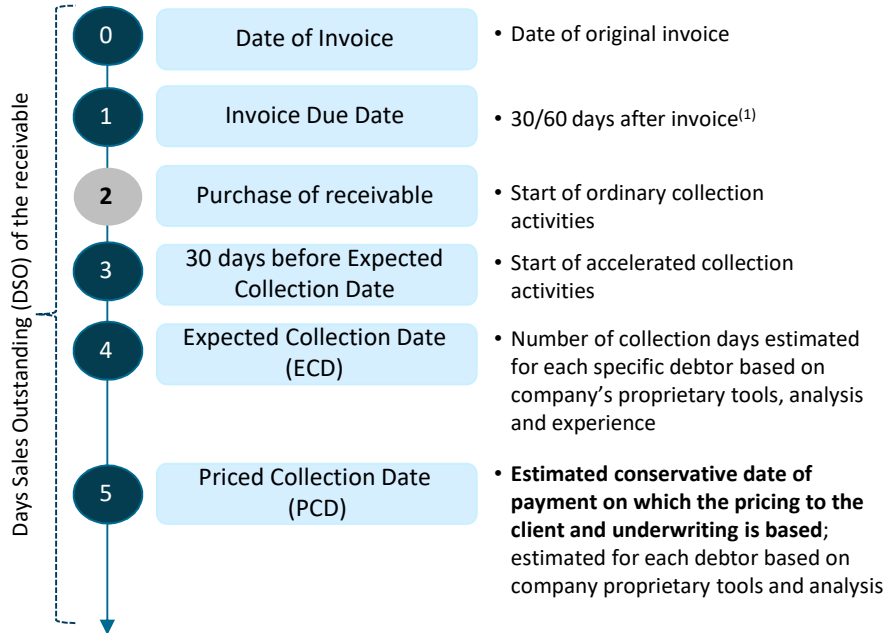 Days Sales Outstanding (DSO) of the receivable
0
Date of Invoice
• Date of original invoice
1
Invoice Due Date
• 30/60 days after invoice(1)
2
Purchase of receivable
• Start of ordinary collection
activities
3
30 days before Expected
Collection Date
• Start of accelerated collection
activities
4
Expected Collection Date
(ECD)
• Number of collection days estimated
for each specific debtor based on
company’s proprietary tools, analysis
and experience
5
Priced Collection Date
(PCD)
• Estimated conservative date of
payment on which the pricing to the
client and underwriting is based;
estimated for each debtor based on
company proprietary tools and analysis